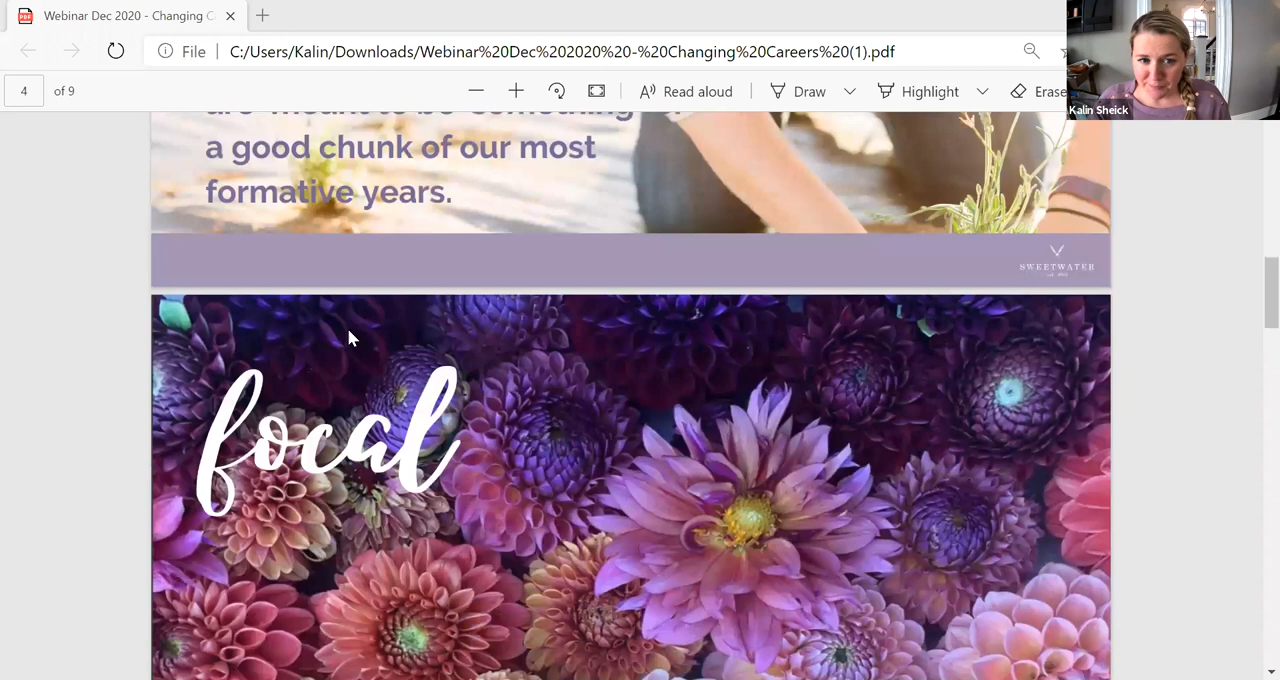 Webinar Dec 2020 - Changing C
File
C:/Users/Kalin/Downloads/Webinar%20Dec%202020%20-%20Changing%20Careers%20(1).pdf
4 of 9
Read aloud
Draw
Highlight
Erase
Kalin Sheick
a good chunk of our most
formative years.
SWEETWATER
focal